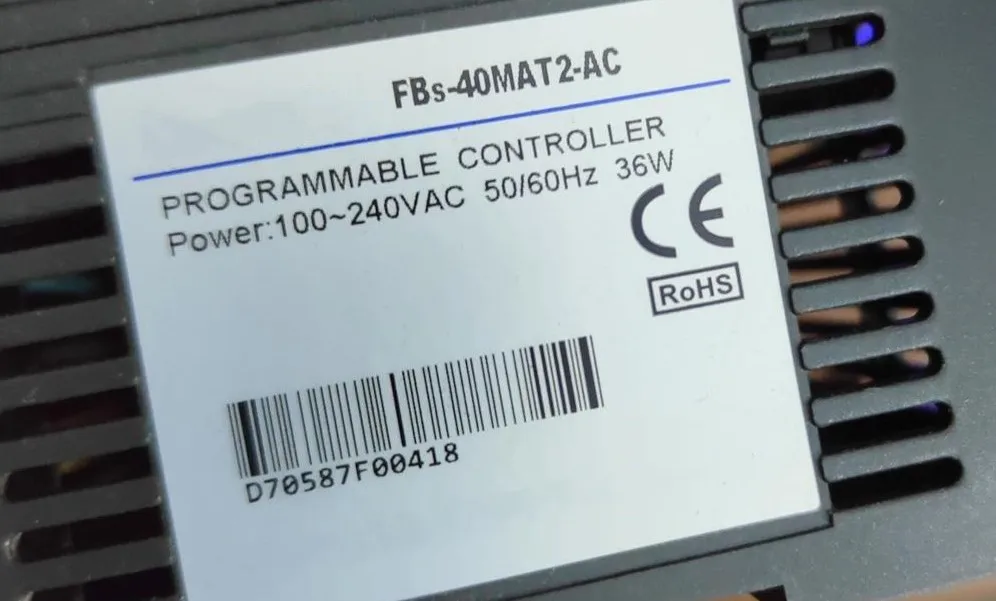 FBs-40MAT2-AC
PROGRAMMABLE CONTROLLER
Power:100~240VAC 50/60Hz 36W
CE
RoHS
D70587F00418